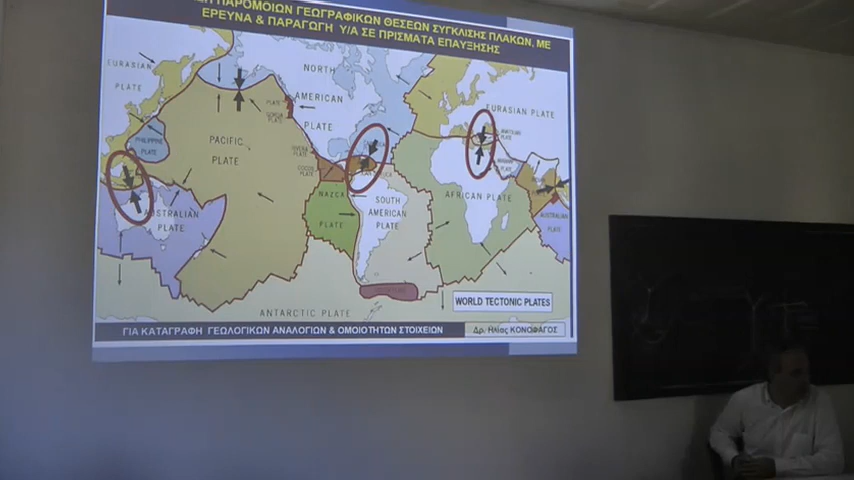 ΠΑΡΟΜΟΙΩΝ ΓΕΩΓΡΑΦΙΚΩΝ ΘΕΣΕΩΝ ΣΥΓΚΛΙΣΗΣ ΠΛΑΚΩΝ, ΜΕ
ΕΡΕΥΝΑ & ΠΑΡΑΓΩΓΗ Υ/Α ΣΕ ΠΡΙΣΜΑΤΑ ΕΠΑΥΞΗΣΗΣ
EURASIAN
PLATE
NORTH
AMERICAN
PLATE
EURASIAN PLATE
PHILIPPINE
PLATE
PACIFIC
PLATE
COCOS
PLATE
NAZCA
PLATE
SOUTH
AMERICAN
PLATE
AFRICAN PLATE
AUSTRALIAN
PLATE
AUSTRALIAN
PLATE
ANTARCTIC PLATE
WORLD TECTONIC PLATES
ΓΙΑ ΚΑΤΑΓΡΑΦΗ ΓΕΩΛΟΓΙΚΩΝ ΑΝΑΛΟΓΙΩΝ & ΟΜΟΙΟΤΗΤΩΝ ΣΤΟΙΧΕΙΩΝ
Δρ. Ηλίας ΚΟΝΟΦΑΓΟΣ